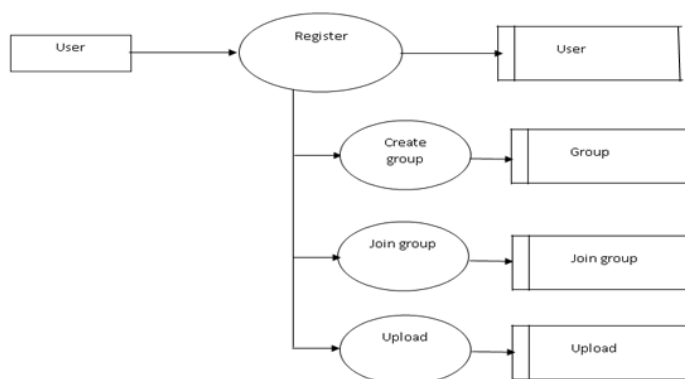 User
Register
User
Create
group
Group
Join group
Join group
Upload
Upload